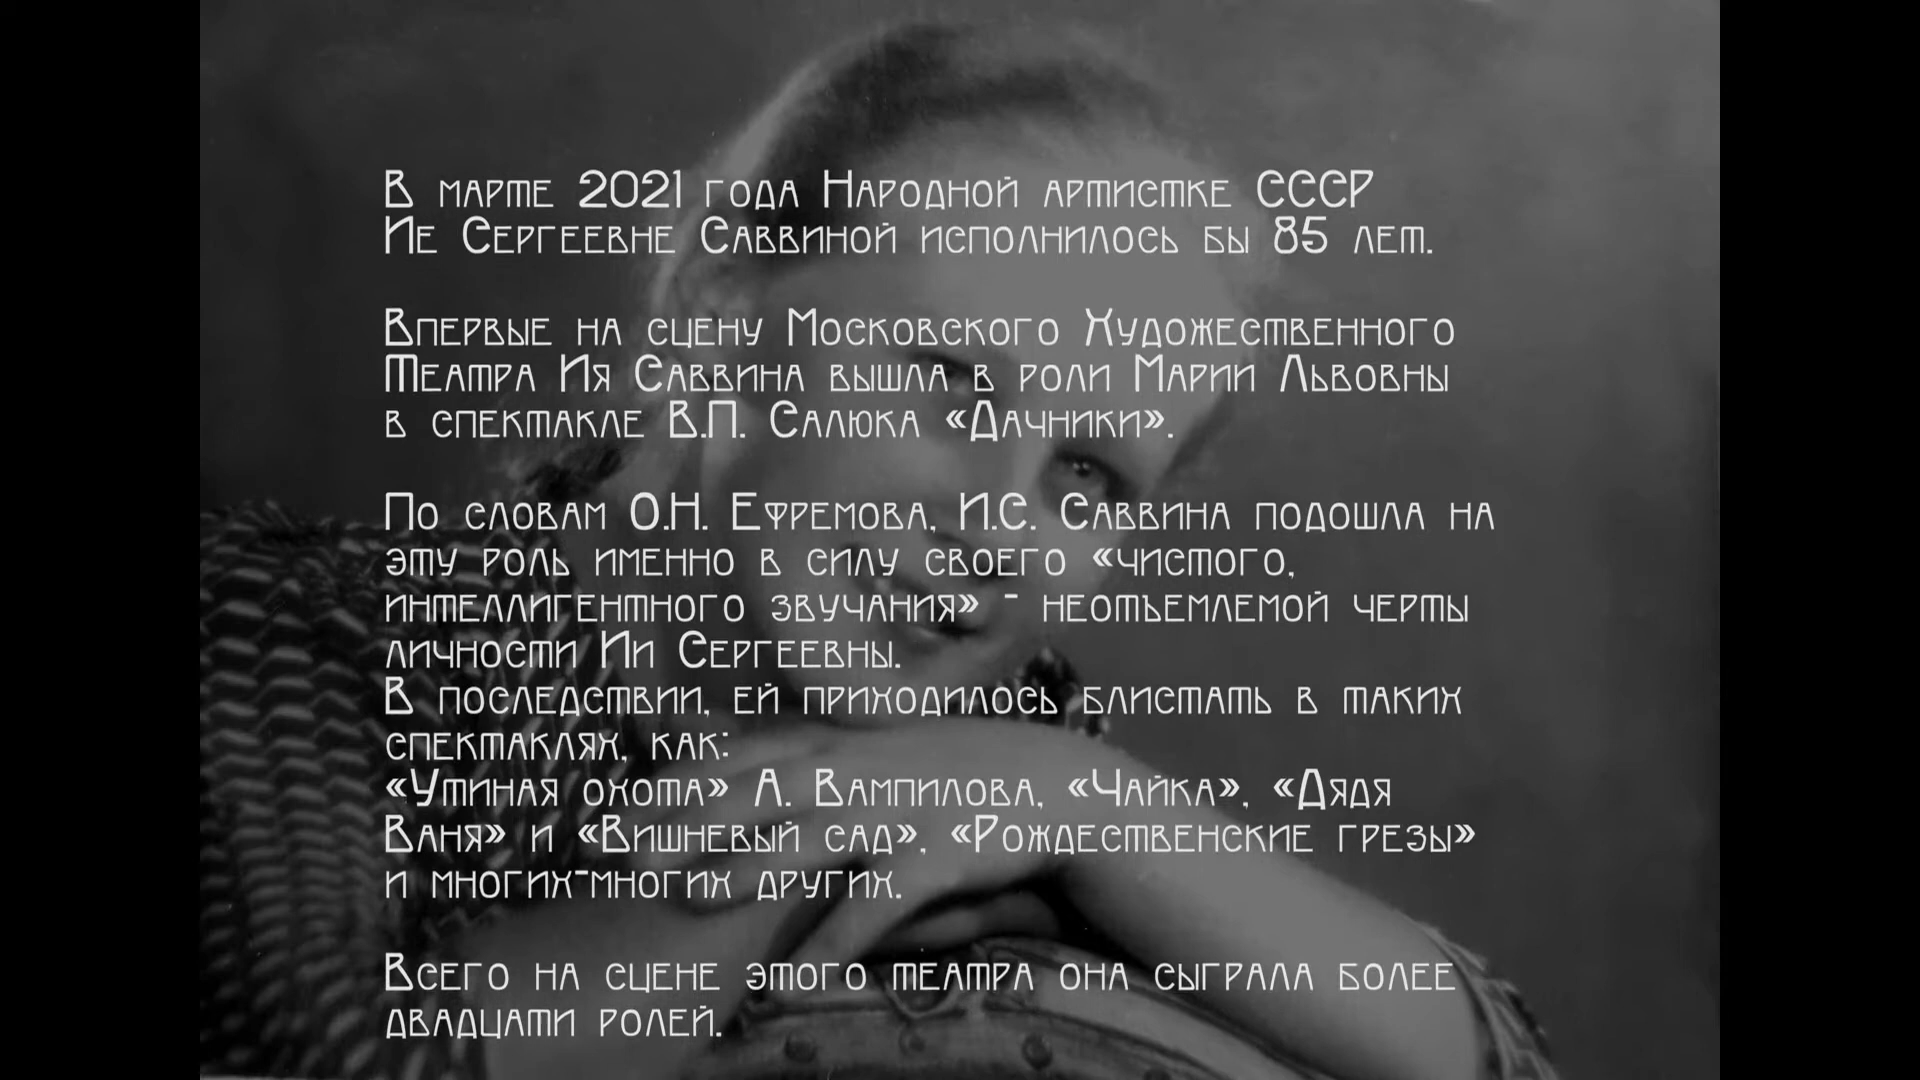 В марте 2021 года Народной артистке СССР
Ие Сергеевне Саввиной исполнилось бы 85 лет.
Впервые на сцену Московского Художественного
Театра Ия Саввина вышла в роли Марии Львовны
в спектакле В.П. Салюка «Дачники».
По словам О.Н. Ефремова, И.С. Саввина подошла на
эту роль именно в силу своего «чистого,
интеллигентного звучания» - неотъемлемой черты
личности Ии Сергеевны.
В последствии, ей приходилось блистать в таких
спектаклях, как:
«Утиная охота» А. Вампилова, «Чайка», «Дядя
Ваня» и «Вишневый сад», «Рождественские грезы»
и многих-многих других.
Всего на сцене этого театра она сыграла более
двадцати ролей.